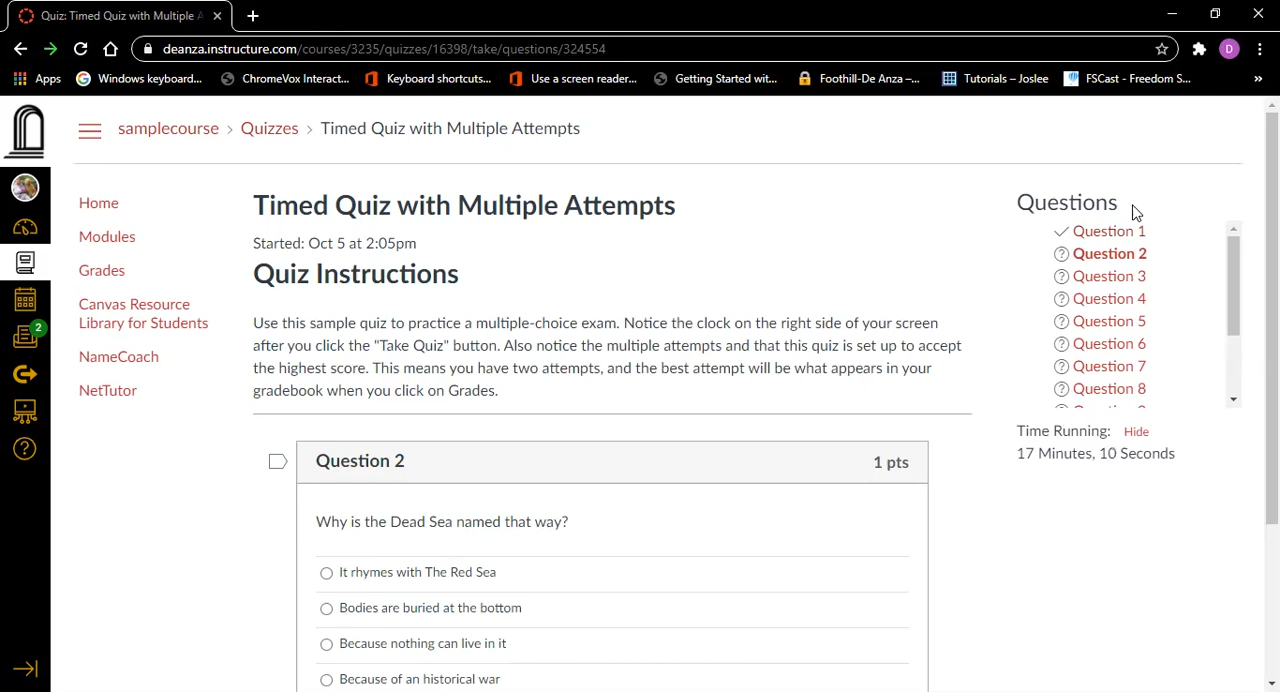 Quiz: Timed Quiz with Multiple A
deanza.instructure.com/courses/3235/quizzes/16398/take/questions/324554
D
Apps Windows keyboard... ChromeVox Interact... Keyboard shortcuts... Use a screen reader... Getting Started wit... Foothill-De Anza –... Tutorials – Joslee FSCast - Freedom S... »
samplecourse › Quizzes › Timed Quiz with Multiple Attempts
2
Home
Modules
Grades
Canvas Resource
Library for Students
NameCoach
NetTutor
Timed Quiz with Multiple Attempts
Started: Oct 5 at 2:05pm
Quiz Instructions
Use this sample quiz to practice a multiple-choice exam. Notice the clock on the right side of your screen
after you click the "Take Quiz" button. Also notice the multiple attempts and that this quiz is set up to accept
the highest score. This means you have two attempts, and the best attempt will be what appears in your
gradebook when you click on Grades.
Question 2 1 pts
Why is the Dead Sea named that way?
It rhymes with The Red Sea
Bodies are buried at the bottom
Because nothing can live in it
Because of an historical war
Questions
Question 1
Question 2
Question 3
Question 4
Question 5
Question 6
Question 7
Question 8
Time Running: Hide
17 Minutes, 10 Seconds